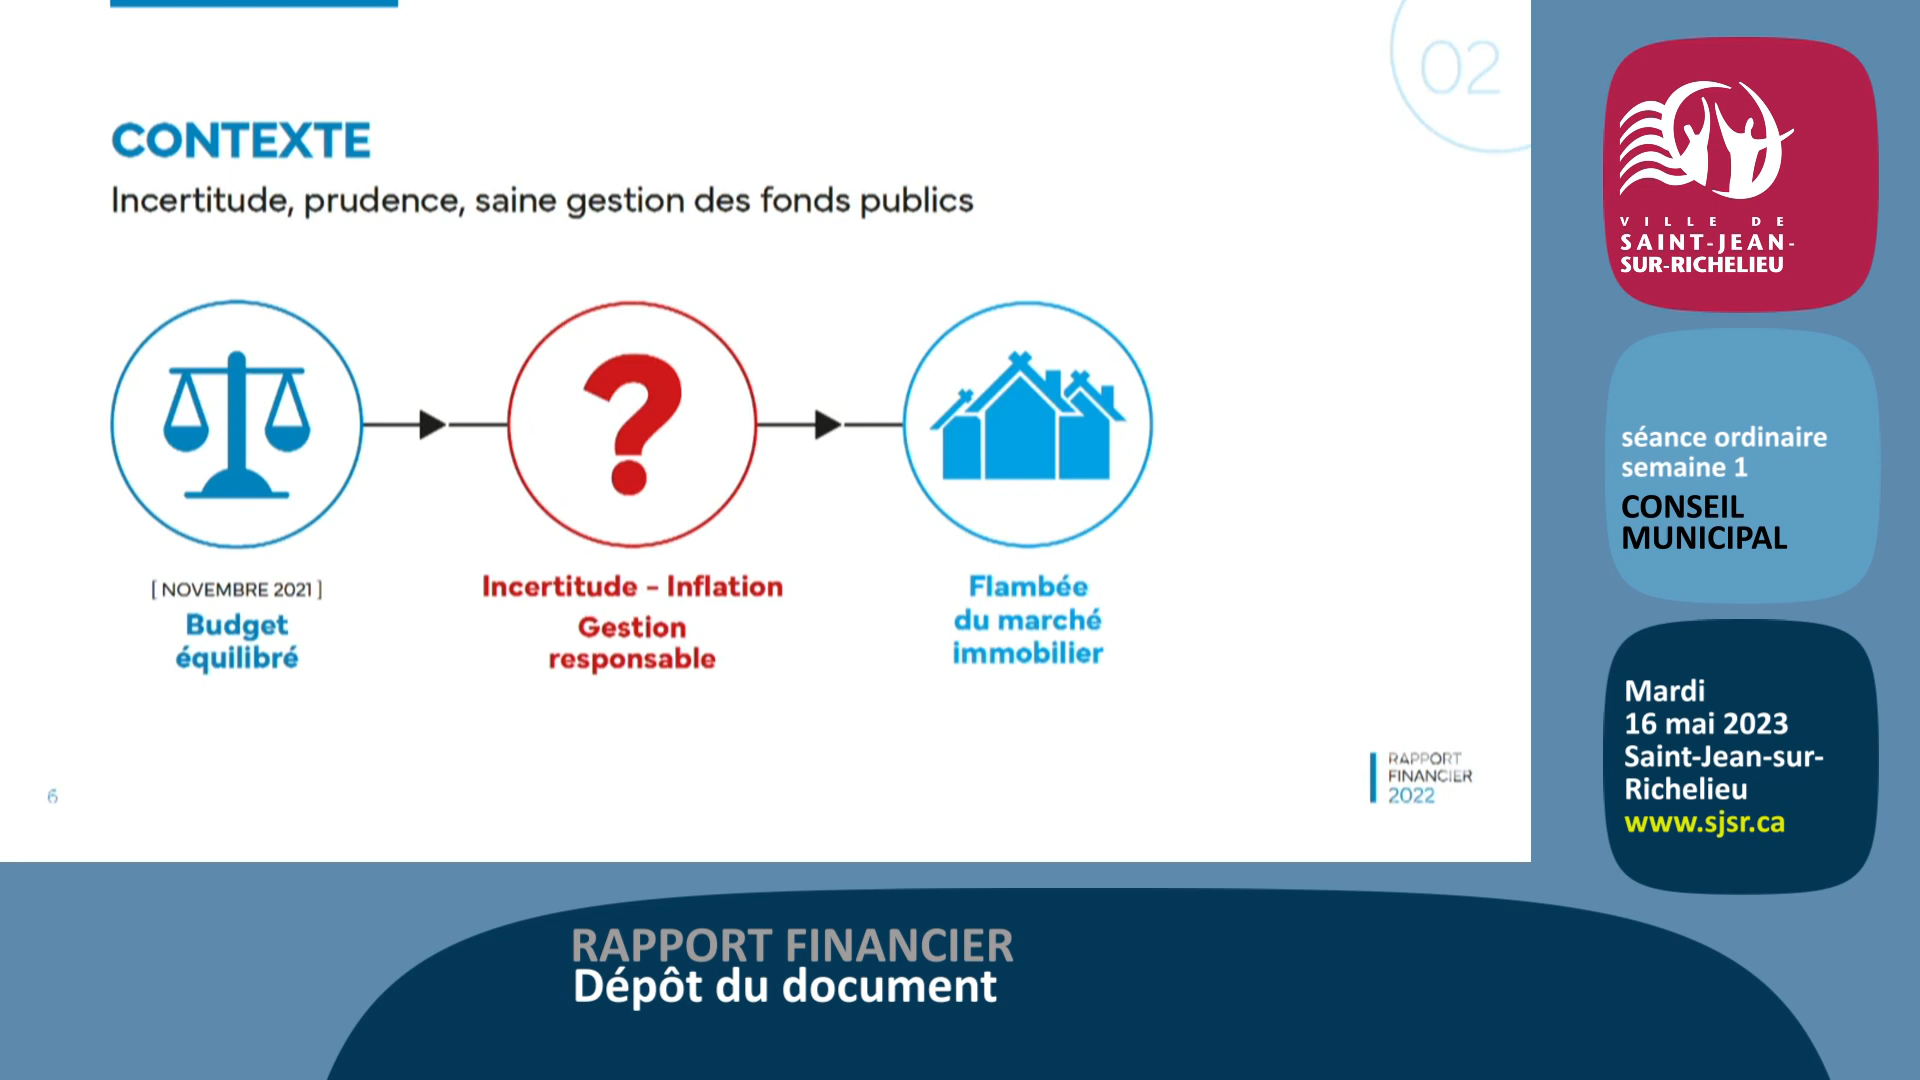 02
CONTEXTE
Incertitude, prudence, saine gestion des fonds publics
[ NOVEMBRE 2021 ]
Budget
équilibré
Incertitude – Inflation
Gestion
responsable
Flambée
du marché
immobilier
6
RAPPORT
FINANCIER
2022
VILLE DE
SAINT-JEAN-
SUR-RICHELIEU
séance ordinaire
semaine 1
CONSEIL
MUNICIPAL
Mardi
16 mai 2023
Saint-Jean-sur-
Richelieu
www.sjsr.ca
RAPPORT FINANCIER
Dépôt du document